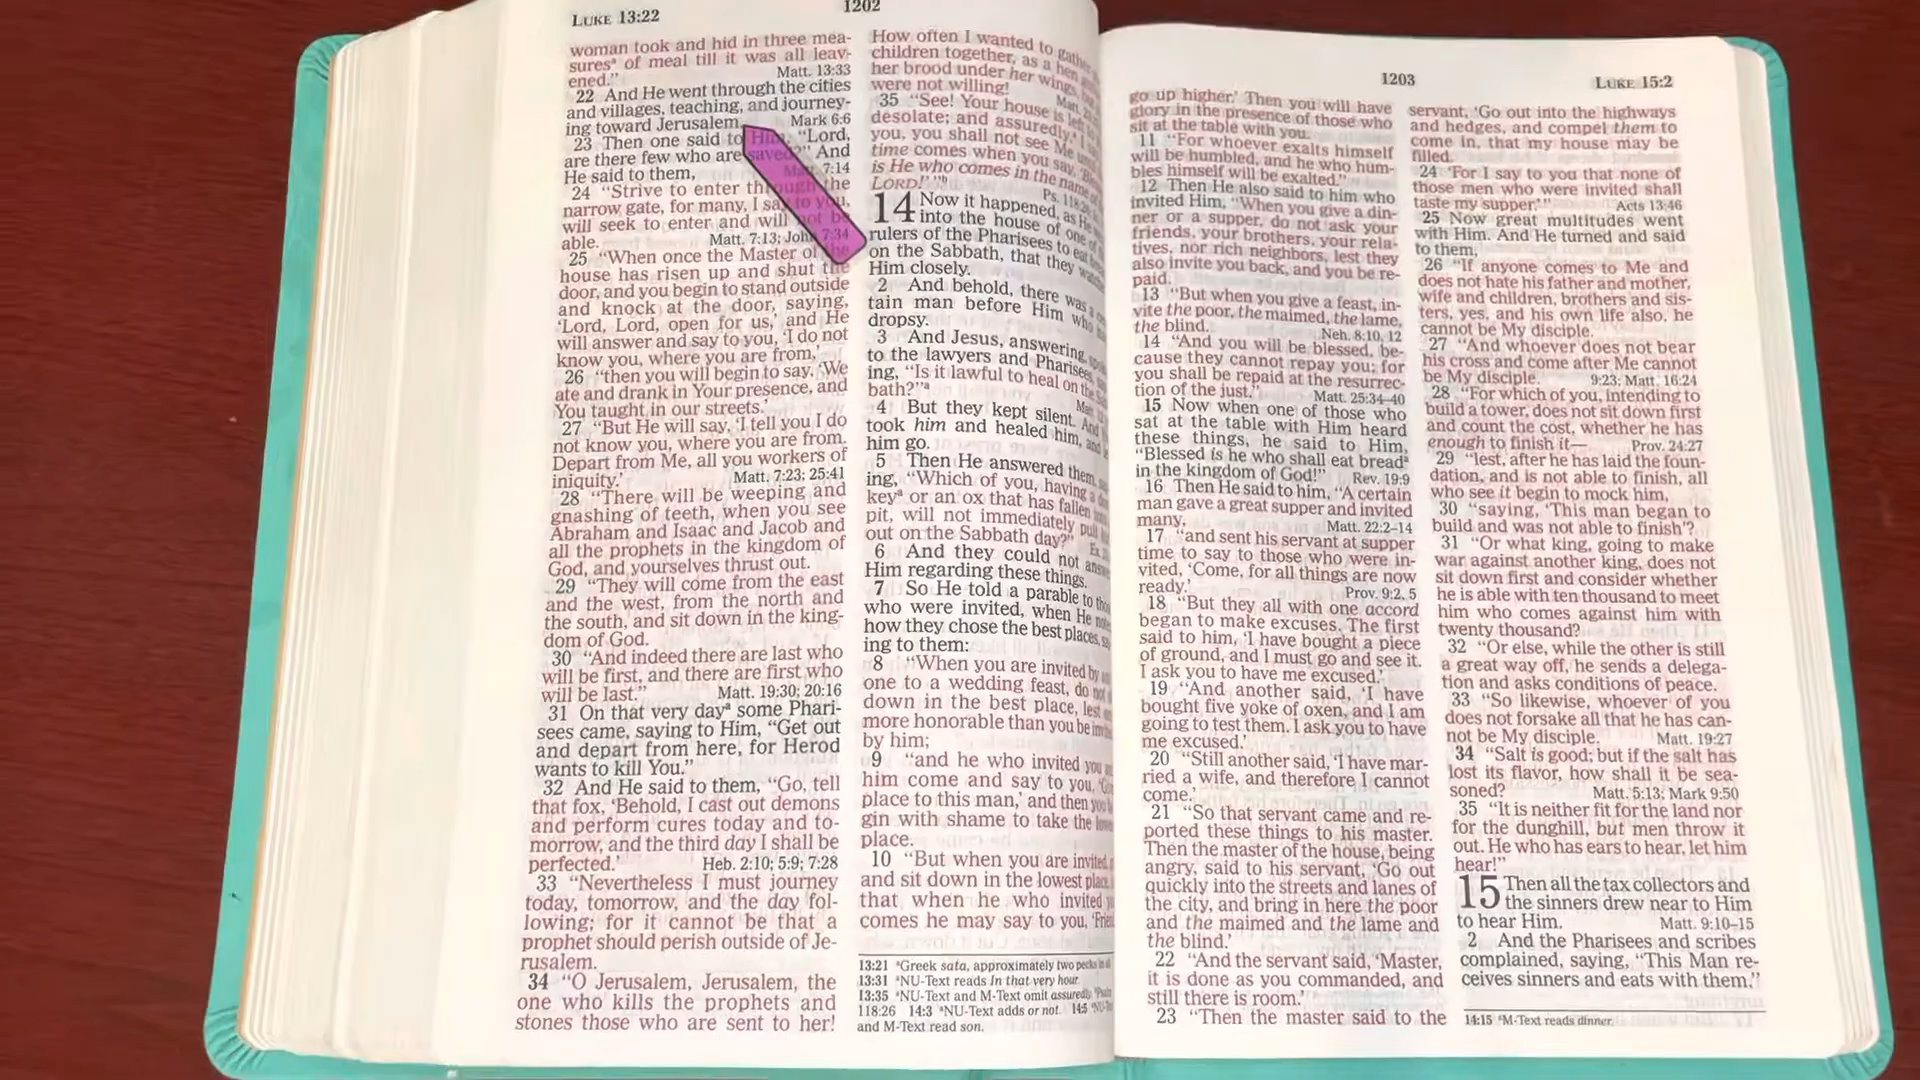 LUKE 13:22
1202
woman took and hid in three mea-
suresᵃ of meal till it was all leav-
ened.” Matt. 13:33
22 And He went through the cities
and villages, teaching, and journey-
ing toward Jerusalem. Mark 6:6
23 Then one said to Him, “Lord,
are there few who are saved?” And
He said to them, Matt. 7:14
24 “Strive to enter through the
narrow gate, for many, I say to you,
will seek to enter and will not be
able. Matt. 7:13; John 7:34
25 “When once the Master of the
house has risen up and shut the
door, and you begin to stand outside
and knock at the door, saying,
‘Lord, Lord, open for us,’ and He
will answer and say to you, ‘I do not
know you, where you are from,’
26 “then you will begin to say, ‘We
ate and drank in Your presence, and
You taught in our streets.’
27 “But He will say, ‘I tell you I do
not know you, where you are from.
Depart from Me, all you workers of
iniquity.’ Matt. 7:23; 25:41
28 “There will be weeping and
gnashing of teeth, when you see
Abraham and Isaac and Jacob and
all the prophets in the kingdom of
God, and yourselves thrust out.
29 “They will come from the east
and the west, from the north and
the south, and sit down in the king-
dom of God.
30 “And indeed there are last who
will be first, and there are first who
will be last.” Matt. 19:30; 20:16
31 On that very dayᵃ some Phari-
sees came, saying to Him, “Get out
and depart from here, for Herod
wants to kill You.”
32 And He said to them, “Go, tell
that fox, ‘Behold, I cast out demons
and perform cures today and to-
morrow, and the third day I shall be
perfected.’ Heb. 2:10; 5:9; 7:28
33 “Nevertheless I must journey
today, tomorrow, and the day fol-
lowing; for it cannot be that a
prophet should perish outside of Je-
rusalem.
34 “O Jerusalem, Jerusalem, the
one who kills the prophets and
stones those who are sent to her!
How often I wanted to gather
children together, as a hen
her brood under her wings,
were not willing! Matt.
35 “See! Your house is left
desolate; and assuredly,ᵃ I
you, you shall not see Me
time comes when you say,
is He who comes in the name
LORD!’”ᵇ Ps. 118:26
14 Now it happened, as He
into the house of one of
rulers of the Pharisees to eat
on the Sabbath, that they
Him closely.
2 And behold, there was a
tain man before Him who
dropsy.
3 And Jesus, answering,
to the lawyers and Pharisees,
ing, “Is it lawful to heal on the
bath?”ᵃ
4 But they kept silent. And
took him and healed him, and
him go.
5 Then He answered them,
ing, “Which of you, having a
keyᵃ or an ox that has fallen
pit, will not immediately pull
out on the Sabbath day?” Ex.
6 And they could not
Him regarding these things.
7 So He told a parable to
who were invited, when He
how they chose the best places,
ing to them:
8 “When you are invited by
one to a wedding feast, do
down in the best place, lest
more honorable than you be
by him;
9 “and he who invited you
him come and say to you,
place to this man,’ and then you
gin with shame to take the
place.
10 “But when you are invited,
and sit down in the lowest place,
that when he who invited
comes he may say to you,
13:21 ᵃGreek sata, approximately two pecks in all
13:31 ᵃNU-Text reads In that very hour.
13:35 ᵃNU-Text and M-Text omit assuredly.
118:26 14:3 ᵃNU-Text adds or not. 14:5
and M-Text read son.
1203
LUKE 15:2
go up higher.’ Then you will have
glory in the presence of those who
sit at the table with you.
11 “For whoever exalts himself
will be humbled, and he who hum-
bles himself will be exalted.”
12 Then He also said to him who
invited Him, “When you give a din-
ner or a supper, do not ask your
friends, your brothers, your rela-
tives, nor rich neighbors, lest they
also invite you back, and you be re-
paid.
13 “But when you give a feast, in-
vite the poor, the maimed, the lame,
the blind. Neh. 8:10, 12
14 “And you will be blessed, be-
cause they cannot repay you; for
you shall be repaid at the resurrec-
tion of the just.” Matt. 25:34–40
15 Now when one of those who
sat at the table with Him heard
these things, he said to Him,
“Blessed is he who shall eat breadᵃ
in the kingdom of God!” Rev. 19:9
16 Then He said to him, “A certain
man gave a great supper and invited
many, Matt. 22:2–14
17 “and sent his servant at supper
time to say to those who were in-
vited, ‘Come, for all things are now
ready.’ Prov. 9:2, 5
18 “But they all with one accord
began to make excuses. The first
said to him, ‘I have bought a piece
of ground, and I must go and see it.
I ask you to have me excused.’
19 “And another said, ‘I have
bought five yoke of oxen, and I am
going to test them. I ask you to have
me excused.’
20 “Still another said, ‘I have mar-
ried a wife, and therefore I cannot
come.’
21 “So that servant came and re-
ported these things to his master.
Then the master of the house, being
angry, said to his servant, ‘Go out
quickly into the streets and lanes of
the city, and bring in here the poor
and the maimed and the lame and
the blind.’
22 “And the servant said, ‘Master,
it is done as you commanded, and
still there is room.’
23 “Then the master said to the
servant, ‘Go out into the highways
and hedges, and compel them to
come in, that my house may be
filled.
24 ‘For I say to you that none of
those men who were invited shall
taste my supper.’” Acts 13:46
25 Now great multitudes went
with Him. And He turned and said
to them,
26 “If anyone comes to Me and
does not hate his father and mother,
wife and children, brothers and sis-
ters, yes, and his own life also, he
cannot be My disciple.
27 “And whoever does not bear
his cross and come after Me cannot
be My disciple. 9:23; Matt. 16:24
28 “For which of you, intending to
build a tower, does not sit down first
and count the cost, whether he has
enough to finish it— Prov. 24:27
29 “lest, after he has laid the foun-
dation, and is not able to finish, all
who see it begin to mock him,
30 “saying, ‘This man began to
build and was not able to finish’?
31 “Or what king, going to make
war against another king, does not
sit down first and consider whether
he is able with ten thousand to meet
him who comes against him with
twenty thousand?
32 “Or else, while the other is still
a great way off, he sends a delega-
tion and asks conditions of peace.
33 “So likewise, whoever of you
does not forsake all that he has can-
not be My disciple. Matt. 19:27
34 “Salt is good; but if the salt has
lost its flavor, how shall it be sea-
soned? Matt. 5:13; Mark 9:50
35 “It is neither fit for the land nor
for the dunghill, but men throw it
out. He who has ears to hear, let him
hear!”
15 Then all the tax collectors and
the sinners drew near to Him
to hear Him. Matt. 9:10–15
2 And the Pharisees and scribes
complained, saying, “This Man re-
ceives sinners and eats with them.”
14:15 ᵃM-Text reads dinner.